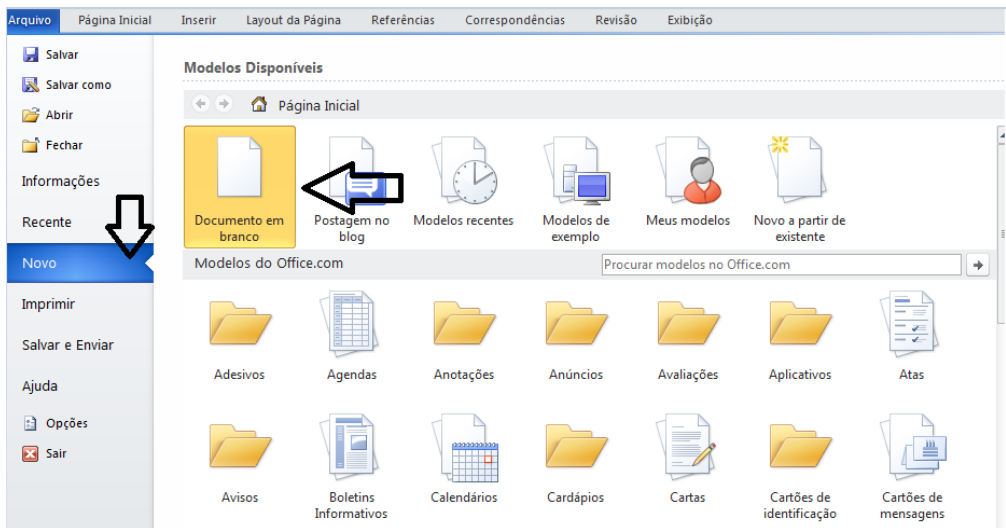 Arquivo Página Inicial Inserir Layout da Página Referências Correspondências Revisão Exibição
Salvar
Salvar como
Abrir
Fechar
Informações
Recente
Novo
Imprimir
Salvar e Enviar
Ajuda
Opções
Sair
Modelos Disponíveis
Página Inicial
Documento em branco
Postagem no blog
Modelos recentes
Modelos de exemplo
Meus modelos
Novo a partir de existente
Modelos do Office.com
Procurar modelos no Office.com
Adesivos
Agendas
Anotações
Anúncios
Avaliações
Aplicativos
Atas
Avisos
Boletins Informativos
Calendários
Cardápios
Cartas
Cartões de identificação
Cartões de mensagens